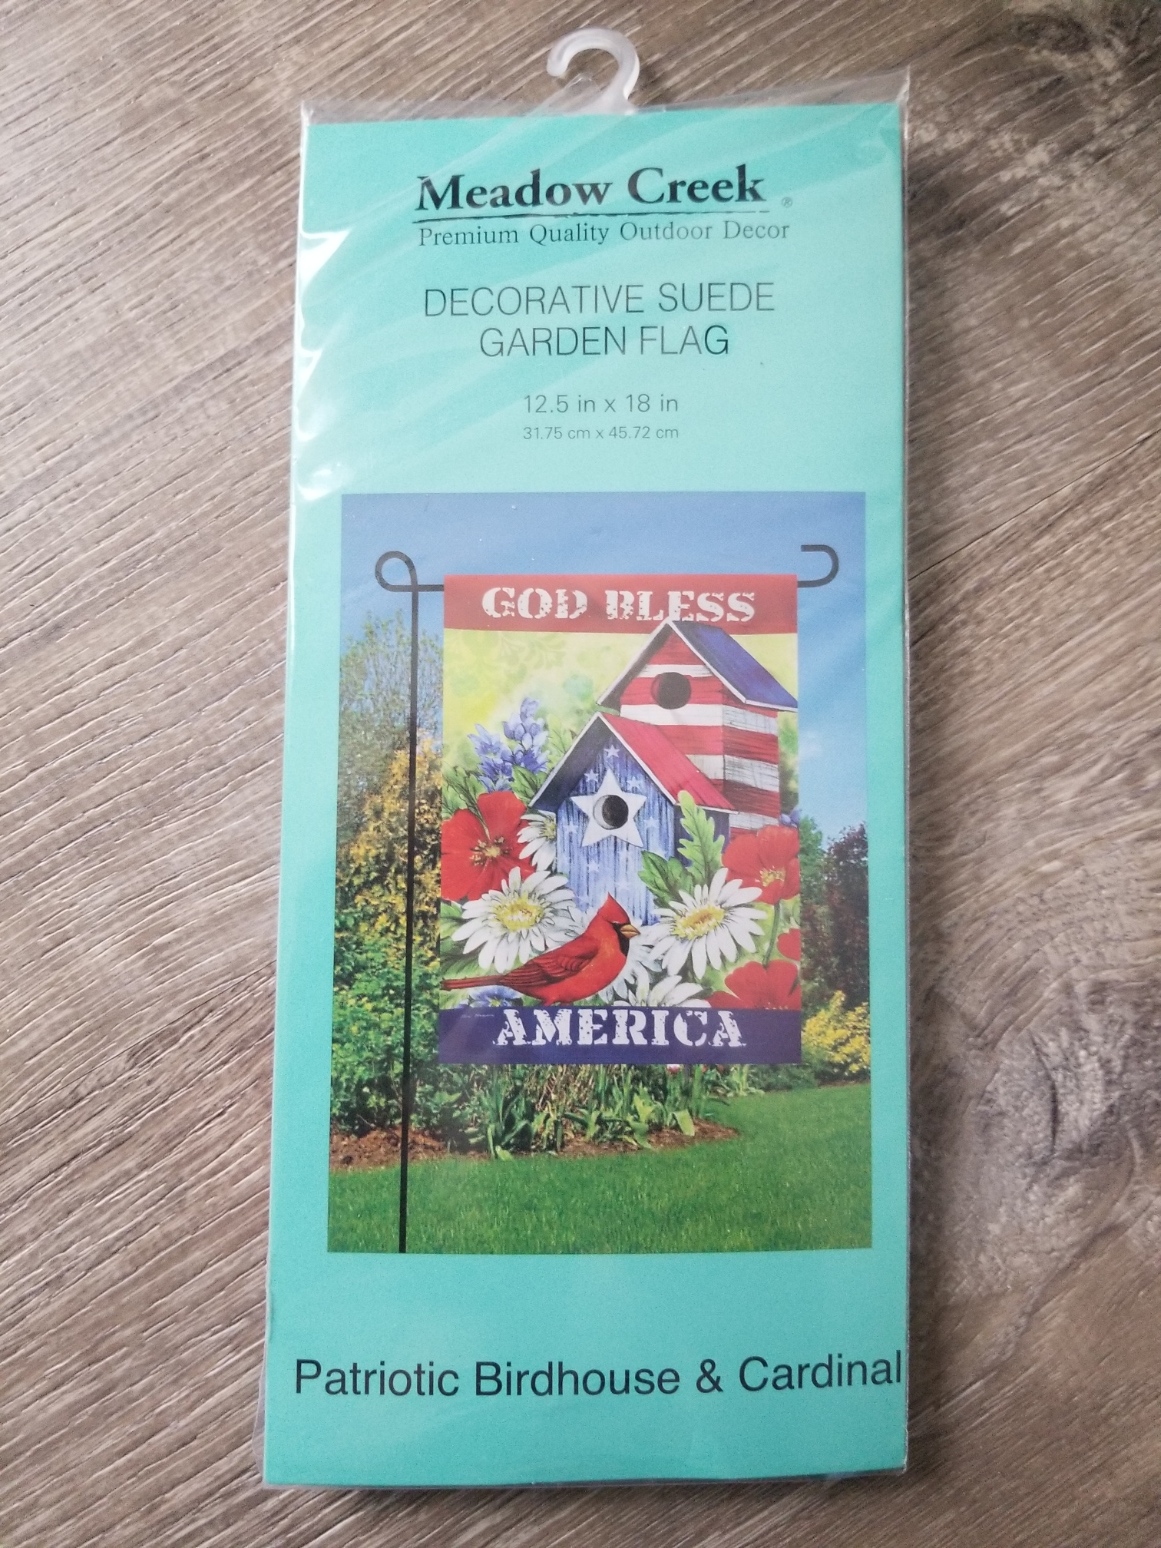 Meadow Creek ®
Premium Quality Outdoor Decor
DECORATIVE SUEDE
GARDEN FLAG
12.5 in x 18 in
31.75 cm x 45.72 cm
GOD BLESS
AMERICA
Patriotic Birdhouse & Cardinal